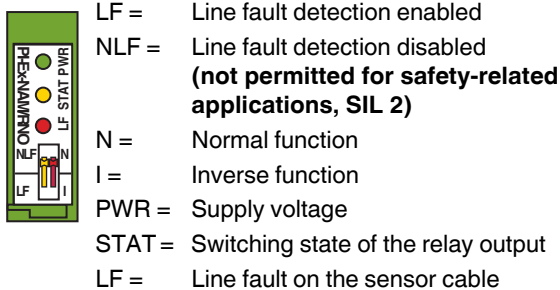 LF = Line fault detection enabled
NLF = Line fault detection disabled
(not permitted for safety-related
applications, SIL 2)
N = Normal function
I = Inverse function
PWR = Supply voltage
STAT = Switching state of the relay output
LF = Line fault on the sensor cable
PI-Ex-NAM/RNO
PWR
STAT
LF
NLF
N
LF
I